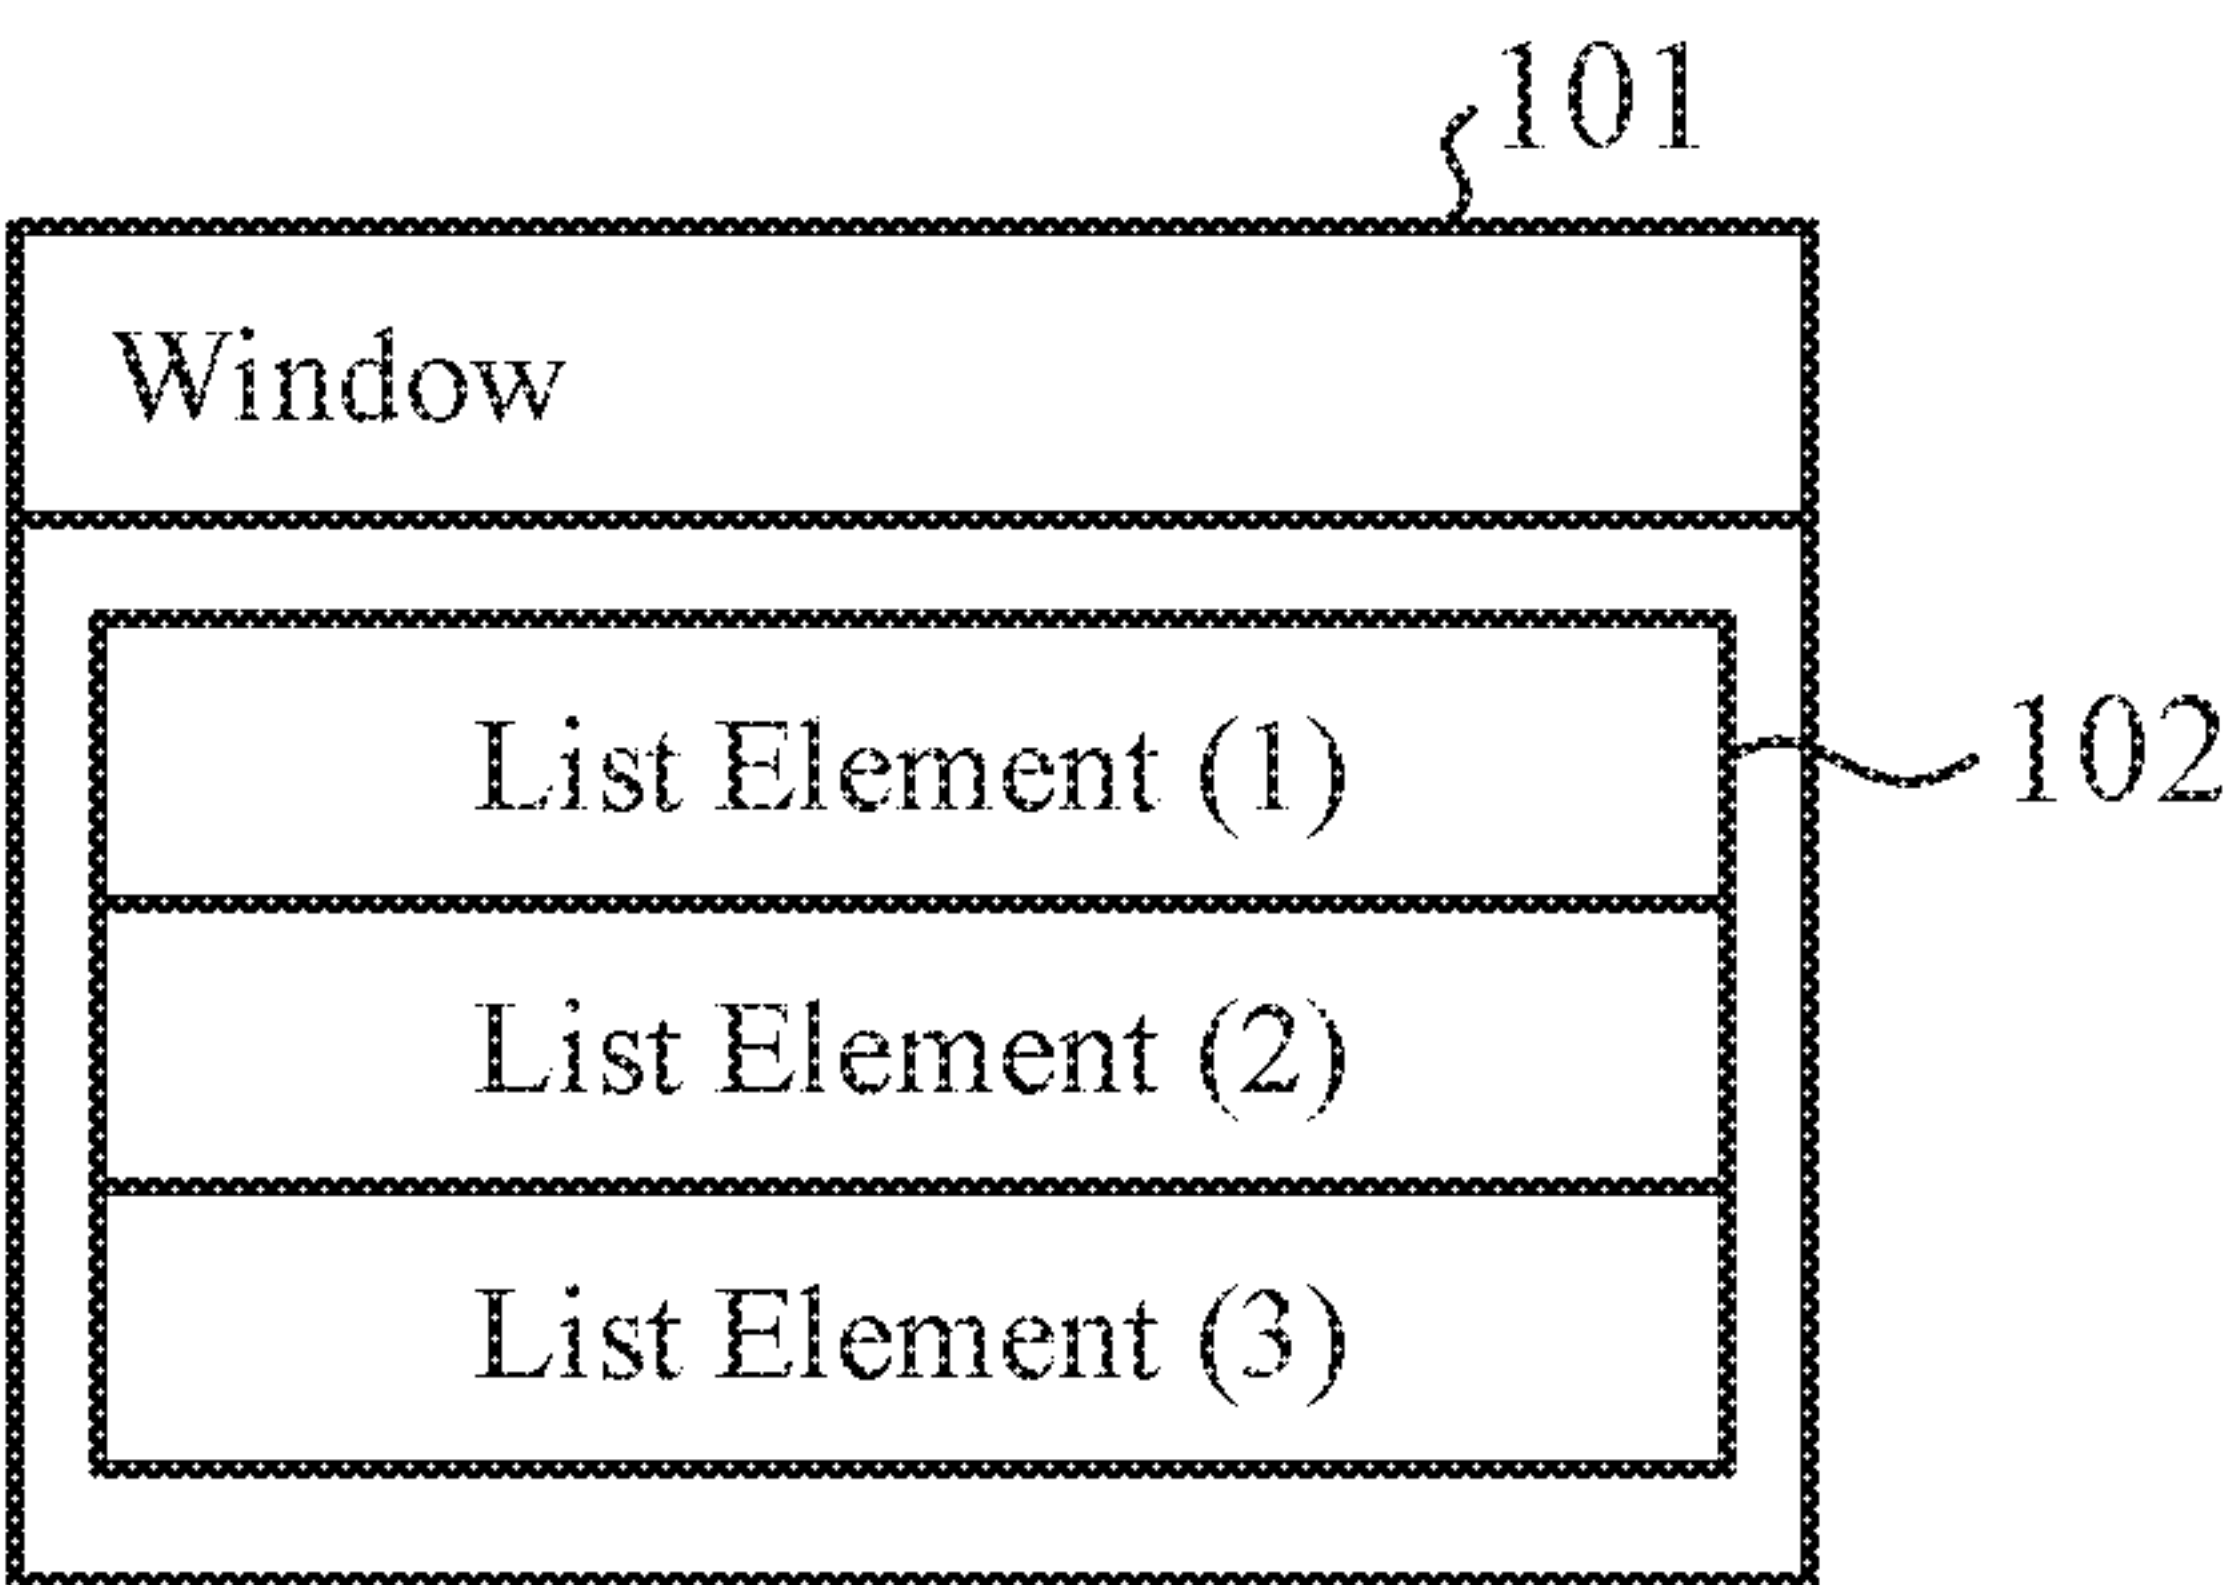 101
Window
List Element (1)
102
List Element (2)
List Element (3)